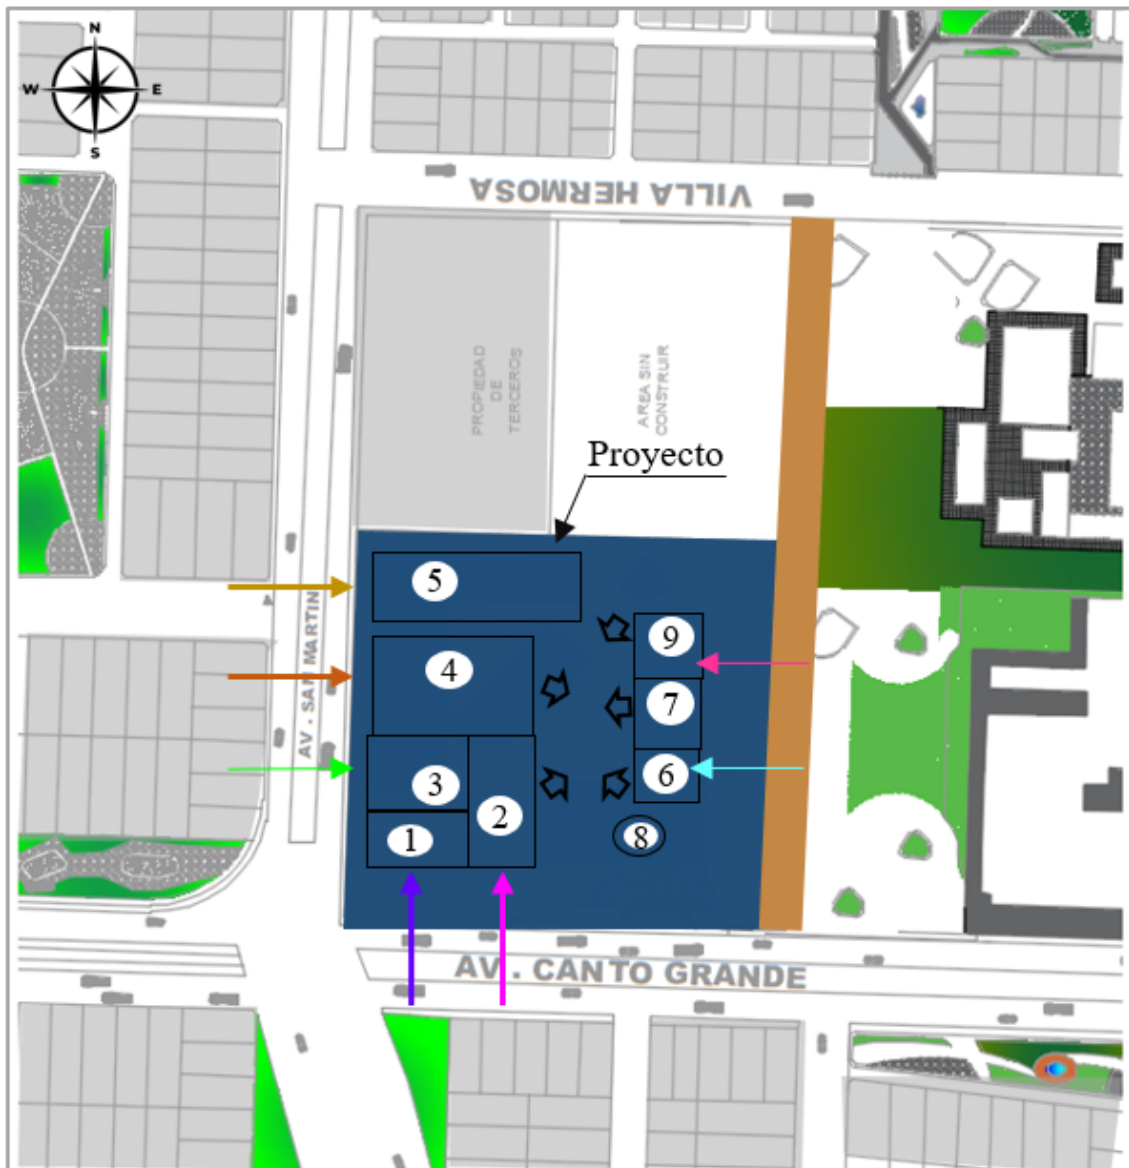 N
W E
S
VILLA HERMOSA
PROPIEDAD
DE
TERCEROS
AREA SIN
CONSTRUIR
Proyecto
5
9
4
7
AV. SAN MARTIN
6
3
2
8
1
AV. CANTO GRANDE